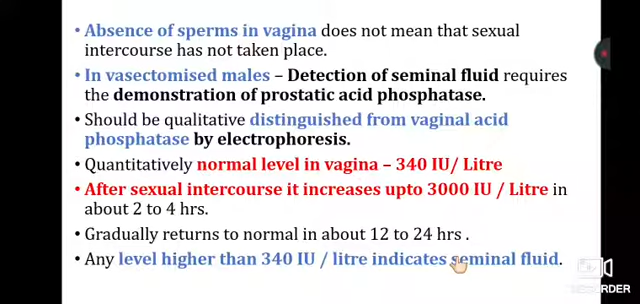 • Absence of sperms in vagina does not mean that sexual
intercourse has not taken place.
• In vasectomised males – Detection of seminal fluid requires
the demonstration of prostatic acid phosphatase.
• Should be qualitative distinguished from vaginal acid
phosphatase by electrophoresis.
• Quantitatively normal level in vagina – 340 IU/ Litre
• After sexual intercourse it increases upto 3000 IU / Litre in
about 2 to 4 hrs.
• Gradually returns to normal in about 12 to 24 hrs .
• Any level higher than 340 IU / litre indicates seminal fluid.